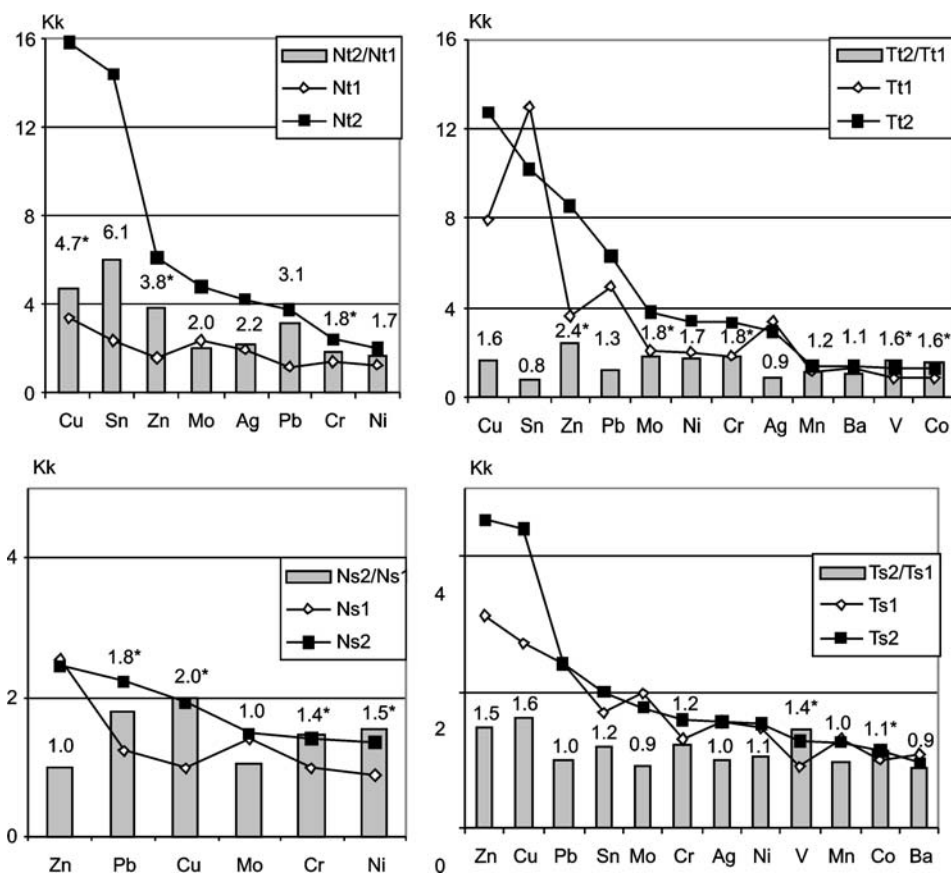 Kk
16
12
8
4
0
4.7* 6.1 3.8* 2.0 2.2 3.1 1.8* 1.7
Cu Sn Zn Mo Ag Pb Cr Ni
Nt2/Nt1
Nt1
Nt2
Kk
16
12
8
4
0
1.6 0.8 2.4* 1.3 1.8* 1.7 1.8* 0.9 1.2 1.1 1.6* 1.6*
Cu Sn Zn Pb Mo Ni Cr Ag Mn Ba V Co
Tt2/Tt1
Tt1
Tt2
Kk
4
2
0
1.0 1.8* 2.0* 1.0 1.4* 1.5*
Zn Pb Cu Mo Cr Ni
Ns2/Ns1
Ns1
Ns2
Kk
4
2
0
1.5 1.6 1.0 1.2 0.9 1.2 1.0 1.1 1.4* 1.0 1.1* 0.9
Zn Cu Pb Sn Mo Cr Ag Ni V Mn Co Ba
Ts2/Ts1
Ts1
Ts2